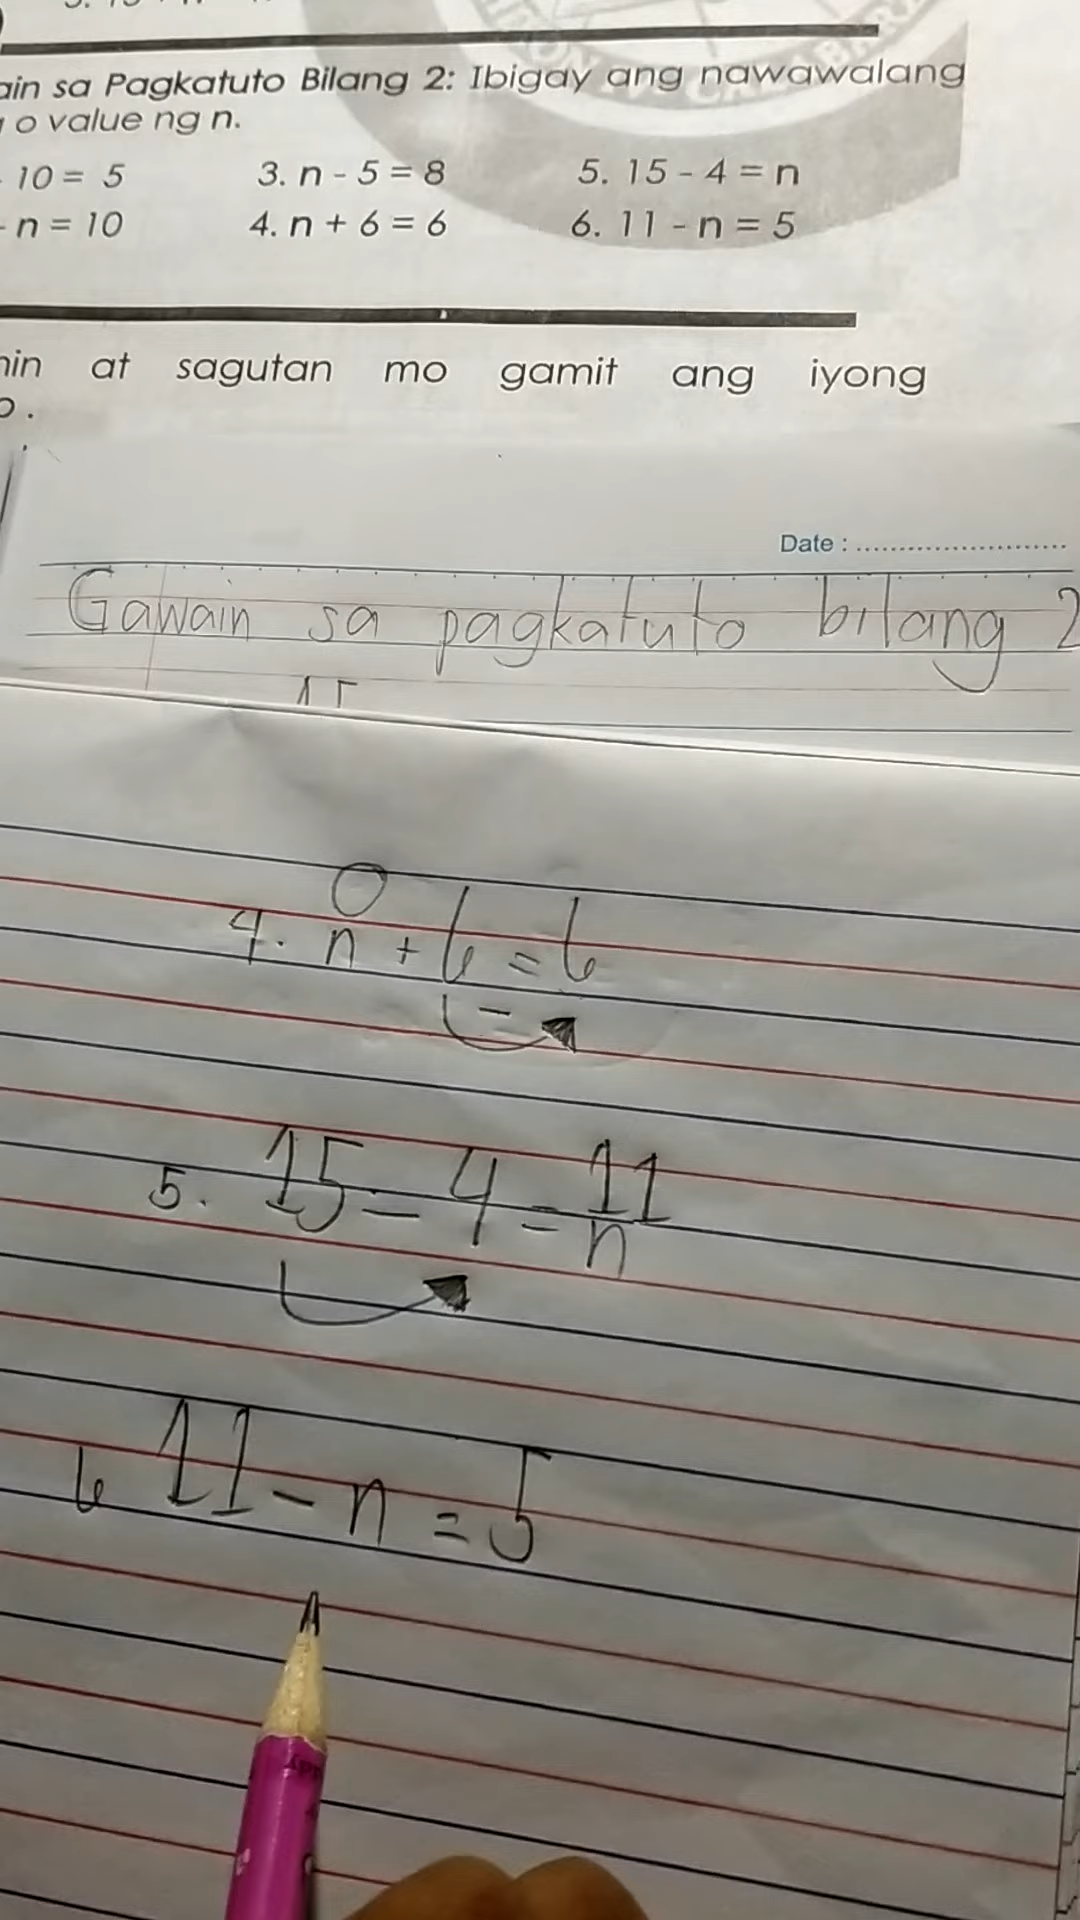 sa Pagkatuto Bilang 2: Ibigay ang nawawalang
o value ng n.
10 = 5 3. n - 5 = 8 5. 15 - 4 = n
- n = 10 4. n + 6 = 6 6. 11 - n = 5
at sagutan mo gamit ang iyong
Date :
Gawain sa pagkatuto bilang 2
15
0
4. n + 6 = 6
-
5. 15 - 4 = 11
n
6 11 - n = 5